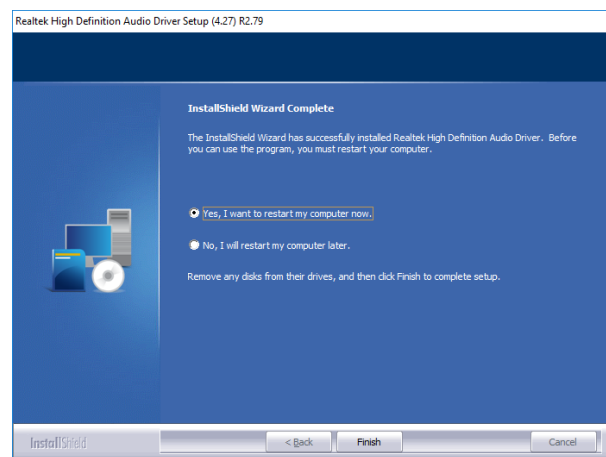 Realtek High Definition Audio Driver Setup (4.27) R2.79
InstallShield Wizard Complete
The InstallShield Wizard has successfully installed Realtek High Definition Audio Driver. Before
you can use the program, you must restart your computer.
Yes, I want to restart my computer now.
No, I will restart my computer later.
Remove any disks from their drives, and then click Finish to complete setup.
InstallShield
< Back
Finish
Cancel